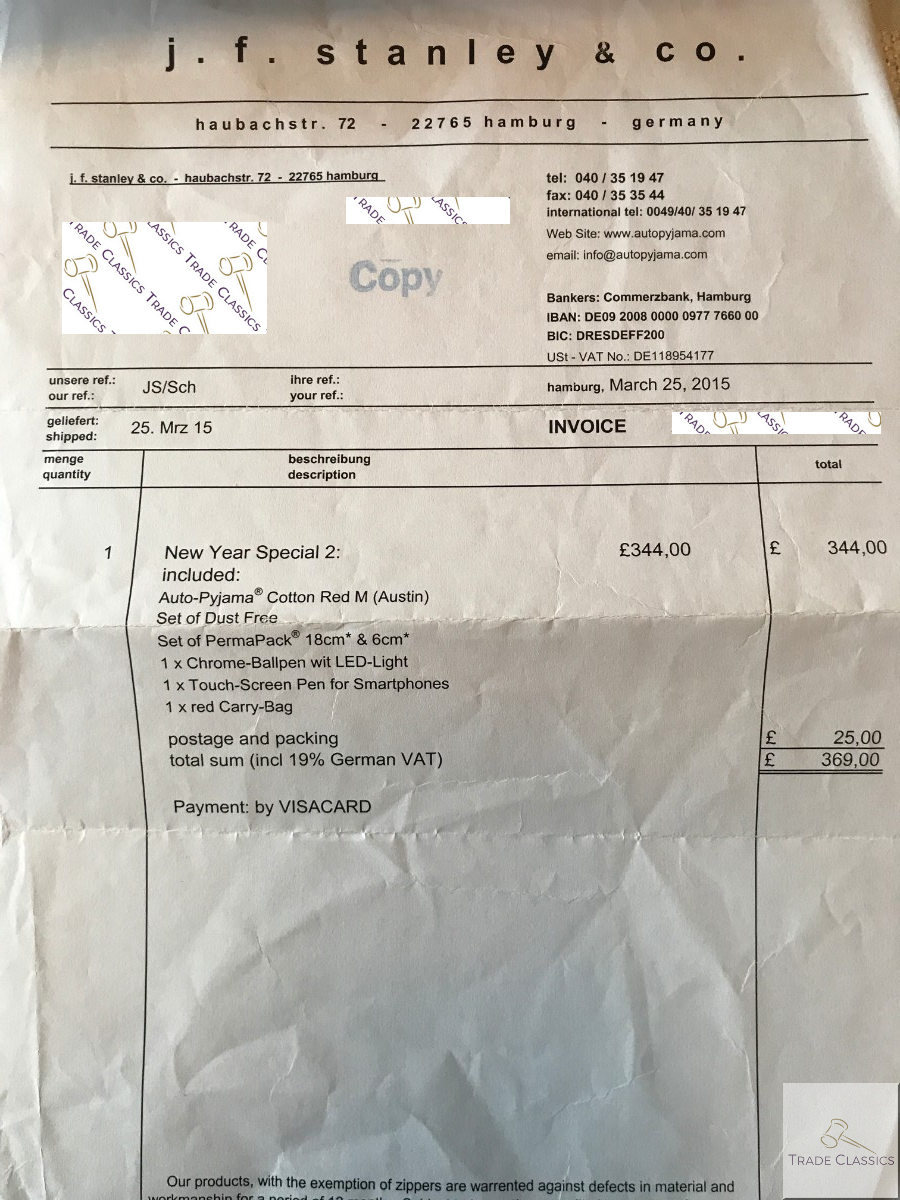 j. f. stanley & co.
haubachstr. 72 - 22765 hamburg - germany
j. f. stanley & co. - haubachstr. 72 - 22765 hamburg
tel: 040 / 35 19 47
fax: 040 / 35 35 44
international tel: 0049/40/ 35 19 47
Web Site: www.autopyjama.com
email: info@autopyjama.com
TRADE CLASSICS TRADE CLASSICS
Copy
Bankers: Commerzbank, Hamburg
IBAN: DE09 2008 0000 0977 7660 00
BIC: DRESDEFF200
USt - VAT No.: DE118954177
unsere ref.:
our ref.:
JS/Sch
ihre ref.:
your ref.:
hamburg, March 25, 2015
geliefert:
shipped:
25. Mrz 15
INVOICE
menge
quantity
beschreibung
description
total
1 New Year Special 2: £344,00 £ 344,00
included:
Auto-Pyjama® Cotton Red M (Austin)
Set of Dust Free
Set of PermaPack® 18cm* & 6cm*
1 x Chrome-Ballpen wit LED-Light
1 x Touch-Screen Pen for Smartphones
1 x red Carry-Bag
postage and packing £ 25,00
total sum (incl 19% German VAT) £ 369,00
Payment: by VISACARD
TRADE CLASSICS
Our products, with the exemption of zippers are warrented against defects in material and
workmanship for a period of